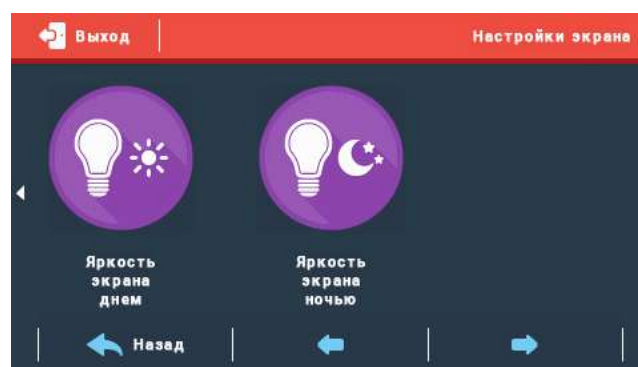 Выход
Настройки экрана
Яркость
экрана
днем
Яркость
экрана
ночью
Назад